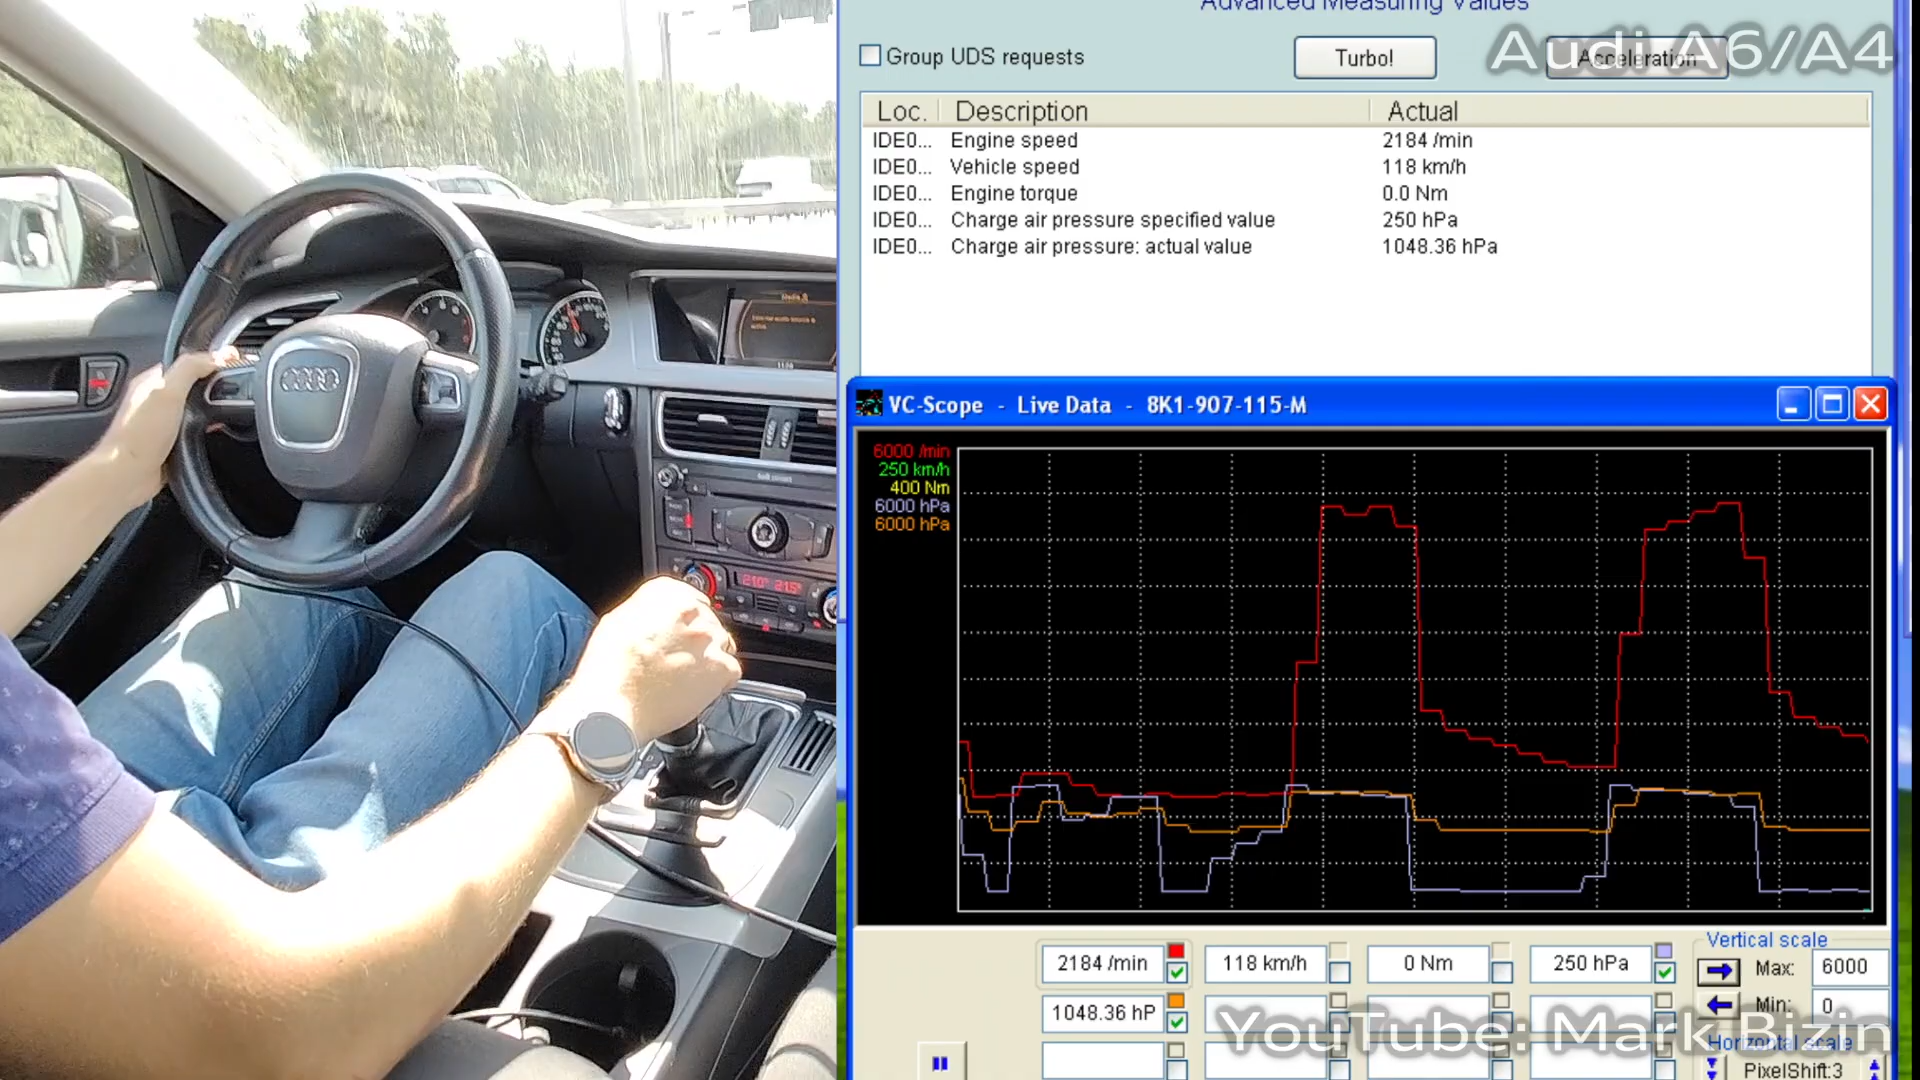 Advanced Measuring Values
Group UDS requests
Turbo!
Acceleration
Audi A6/A4
Loc. Description Actual
IDE0... Engine speed 2184 /min
IDE0... Vehicle speed 118 km/h
IDE0... Engine torque 0.0 Nm
IDE0... Charge air pressure specified value 250 hPa
IDE0... Charge air pressure: actual value 1048.36 hPa
VC-Scope - Live Data - 8K1-907-115-M
6000 /min
250 km/h
400 Nm
6000 hPa
6000 hPa
21.0° 21.5°
2184 /min 118 km/h 0 Nm 250 hPa
1048.36 hP
Vertical scale
Max: 6000
Min: 0
Horizontal scale
PixelShift:3
YouTube: Mark Bizin